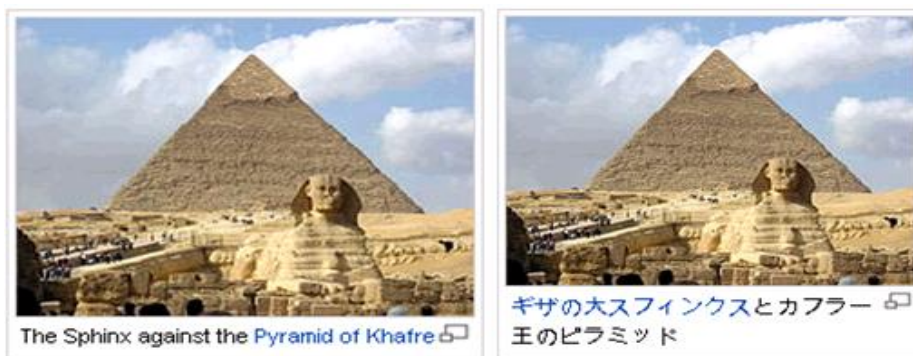 The Sphinx against the Pyramid of Khafre
ギザの大スフィンクスとカフラー
王のピラミッド